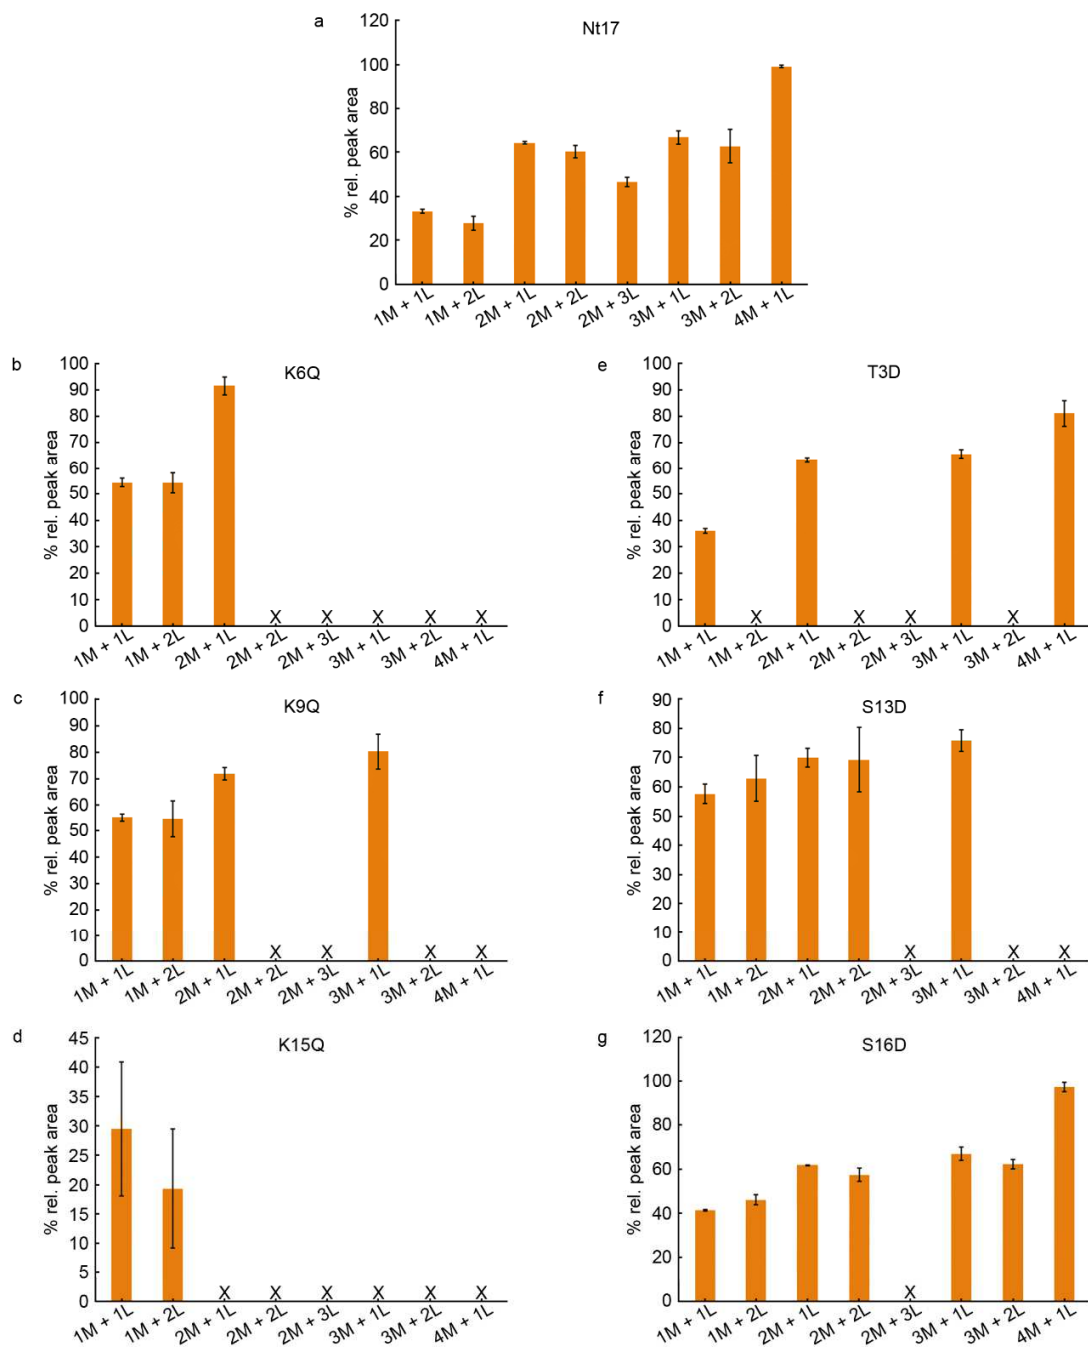 a
Nt17
% rel. peak area
120
100
80
60
40
20
0
1M + 1L
1M + 2L
2M + 1L
2M + 2L
2M + 3L
3M + 1L
3M + 2L
4M + 1L
b
K6Q
% rel. peak area
100
90
80
70
60
50
40
30
20
10
0
X X X X X
1M + 1L
1M + 2L
2M + 1L
2M + 2L
2M + 3L
3M + 1L
3M + 2L
4M + 1L
e
T3D
% rel. peak area
100
90
80
70
60
50
40
30
20
10
0
X X X X
1M + 1L
1M + 2L
2M + 1L
2M + 2L
2M + 3L
3M + 1L
3M + 2L
4M + 1L
c
K9Q
% rel. peak area
100
90
80
70
60
50
40
30
20
10
0
X X X X
1M + 1L
1M + 2L
2M + 1L
2M + 2L
2M + 3L
3M + 1L
3M + 2L
4M + 1L
f
S13D
% rel. peak area
90
80
70
60
50
40
30
20
10
0
X X X
1M + 1L
1M + 2L
2M + 1L
2M + 2L
2M + 3L
3M + 1L
3M + 2L
4M + 1L
d
K15Q
% rel. peak area
45
40
35
30
25
20
15
10
5
0
X X X X X X
1M + 1L
1M + 2L
2M + 1L
2M + 2L
2M + 3L
3M + 1L
3M + 2L
4M + 1L
g
S16D
% rel. peak area
120
100
80
60
40
20
0
X
1M + 1L
1M + 2L
2M + 1L
2M + 2L
2M + 3L
3M + 1L
3M + 2L
4M + 1L